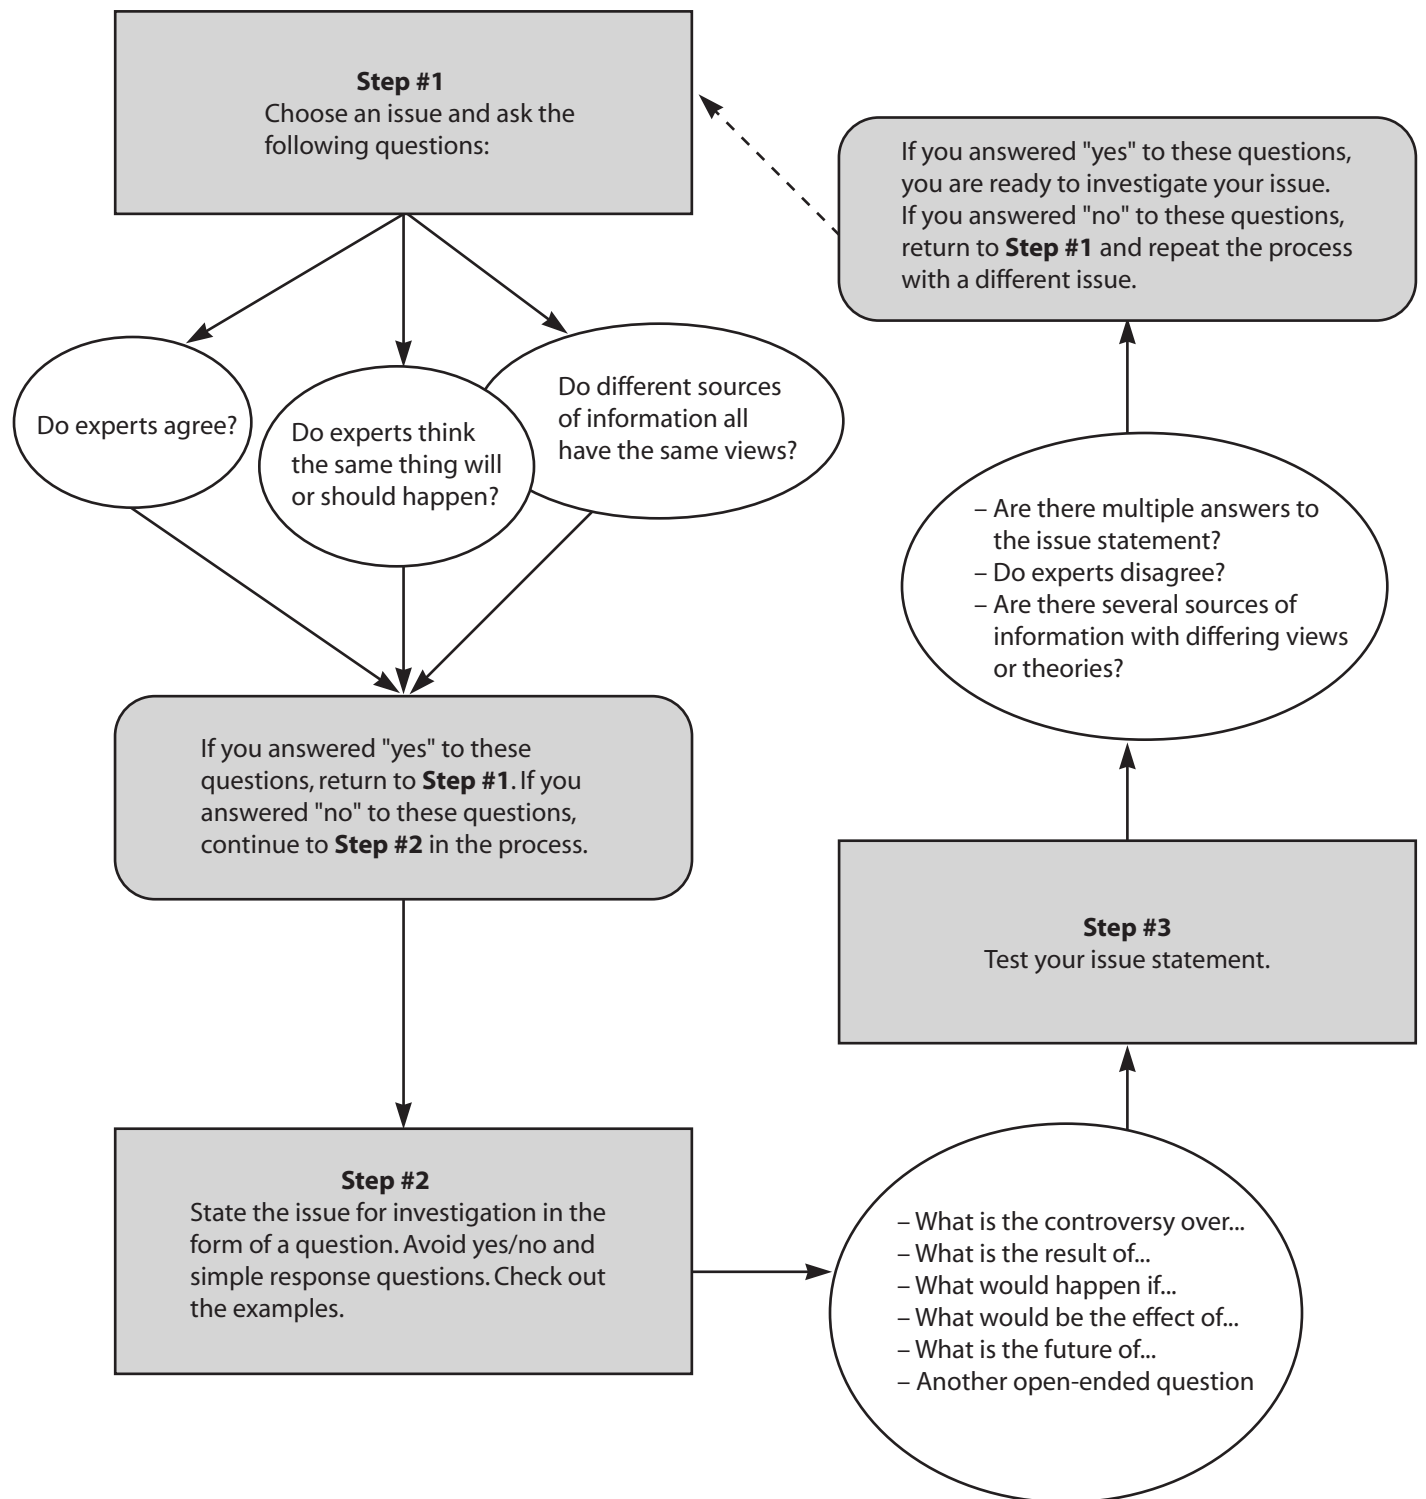 Step #1
Choose an issue and ask the
following questions:
Do experts agree?
Do experts think
the same thing will
or should happen?
Do different sources
of information all
have the same views?
If you answered "yes" to these
questions, return to Step #1. If you
answered "no" to these questions,
continue to Step #2 in the process.
Step #2
State the issue for investigation in the
form of a question. Avoid yes/no and
simple response questions. Check out
the examples.
– What is the controversy over...
– What is the result of...
– What would happen if...
– What would be the effect of...
– What is the future of...
– Another open-ended question
Step #3
Test your issue statement.
– Are there multiple answers to
the issue statement?
– Do experts disagree?
– Are there several sources of
information with differing views
or theories?
If you answered "yes" to these questions,
you are ready to investigate your issue.
If you answered "no" to these questions,
return to Step #1 and repeat the process
with a different issue.